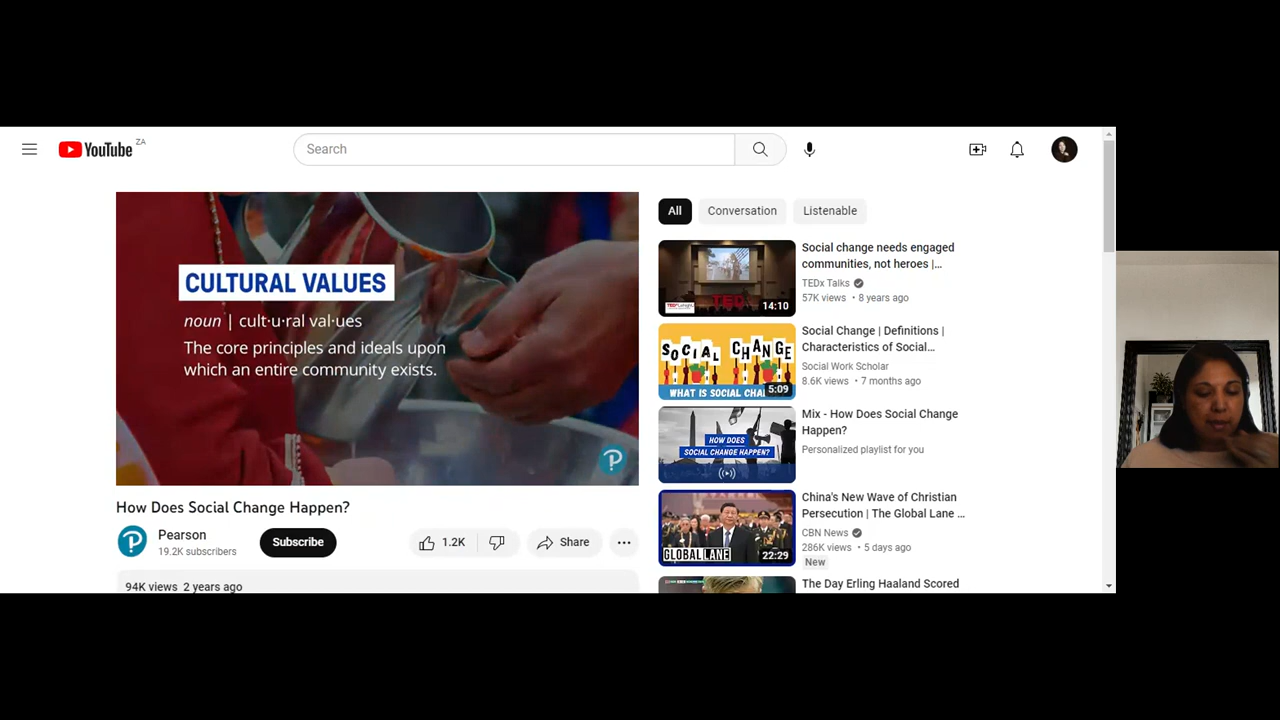 YouTube ZA
Search
CULTURAL VALUES
noun | cult·u·ral val·ues
The core principles and ideals upon
which an entire community exists.
How Does Social Change Happen?
Pearson
19.2K subscribers
Subscribe
1.2K
Share
94K views 2 years ago
All
Conversation
Listenable
14:10
Social change needs engaged
communities, not heroes |...
TEDx Talks
57K views • 8 years ago
SOCIAL CHANGE
WHAT IS SOCIAL CHA
5:09
Social Change | Definitions |
Characteristics of Social...
Social Work Scholar
8.6K views • 7 months ago
HOW DOES
SOCIAL CHANGE HAPPEN?
Mix - How Does Social Change
Happen?
Personalized playlist for you
GLOBAL LANE
22:29
China's New Wave of Christian
Persecution | The Global Lane ...
CBN News
286K views • 5 days ago
New
The Day Erling Haaland Scored